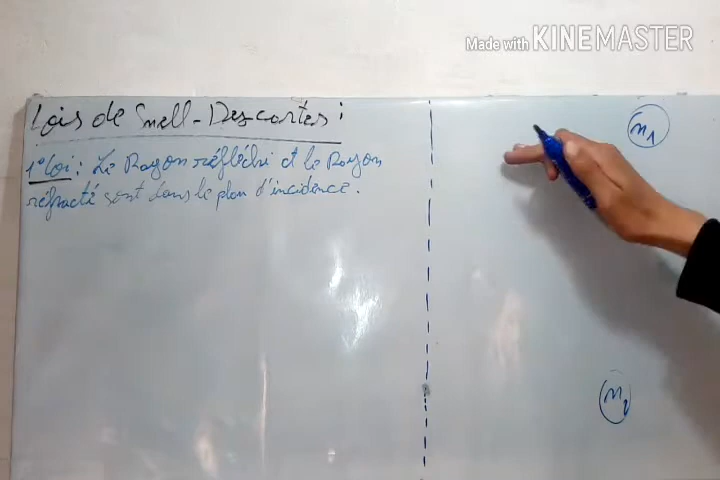 Made with KINEMASTER
Lois de Snell-Descartes :
n1
1° Loi : Le Rayon réfléchi et le Rayon
réfracté sont dans le plan d'incidence.
n2